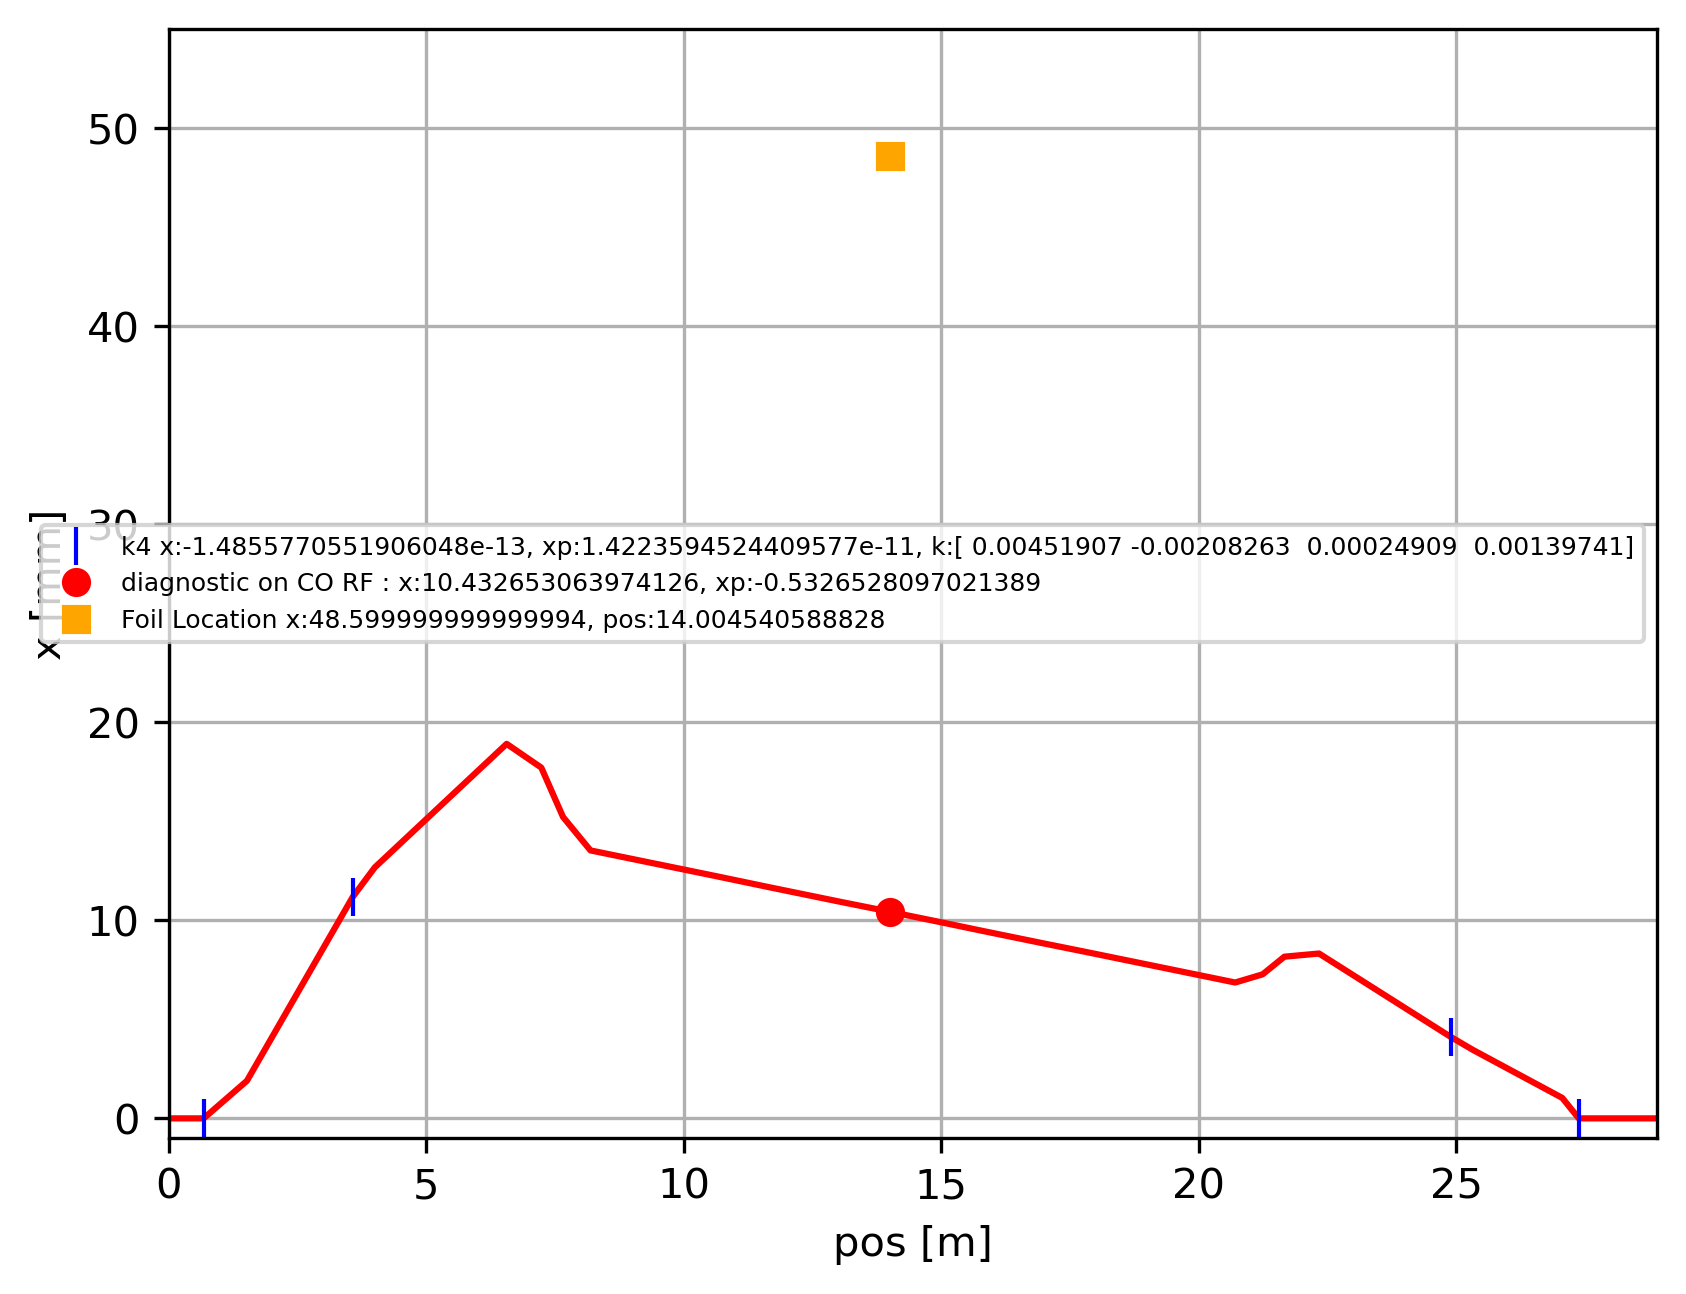 50
40
30
k4 x:-1.4855770551906048e-13, xp:1.4223594524409577e-11, k:[ 0.00451907 -0.00208263  0.00024909  0.00139741]
diagnostic on CO RF : x:10.432653063974126, xp:-0.5326528097021389
Foil Location x:48.599999999999994, pos:14.004540588828
x [mm]
20
10
0
0 5 10 15 20 25
pos [m]